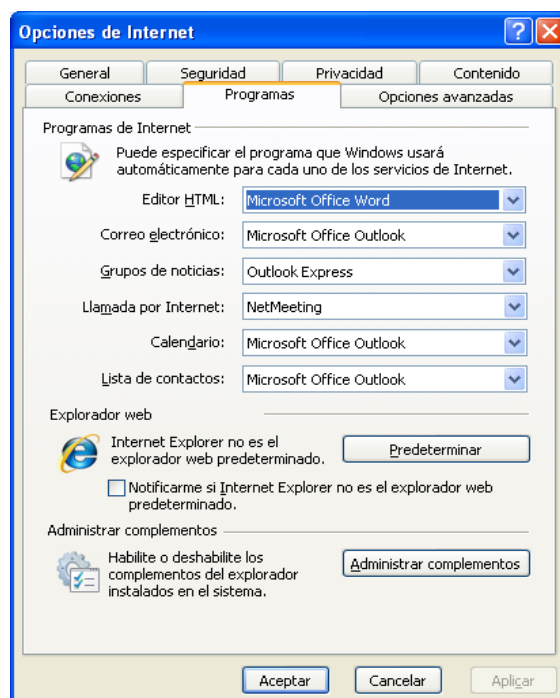 Opciones de Internet
General Seguridad Privacidad Contenido
Conexiones Programas Opciones avanzadas
Programas de Internet
Puede especificar el programa que Windows usará
automáticamente para cada uno de los servicios de Internet.
Editor HTML: Microsoft Office Word
Correo electrónico: Microsoft Office Outlook
Grupos de noticias: Outlook Express
Llamada por Internet: NetMeeting
Calendario: Microsoft Office Outlook
Lista de contactos: Microsoft Office Outlook
Explorador web
Internet Explorer no es el
explorador web predeterminado.
Predeterminar
Notificarme si Internet Explorer no es el explorador web
predeterminado.
Administrar complementos
Habilite o deshabilite los
complementos del explorador
instalados en el sistema.
Administrar complementos
Aceptar Cancelar Aplicar